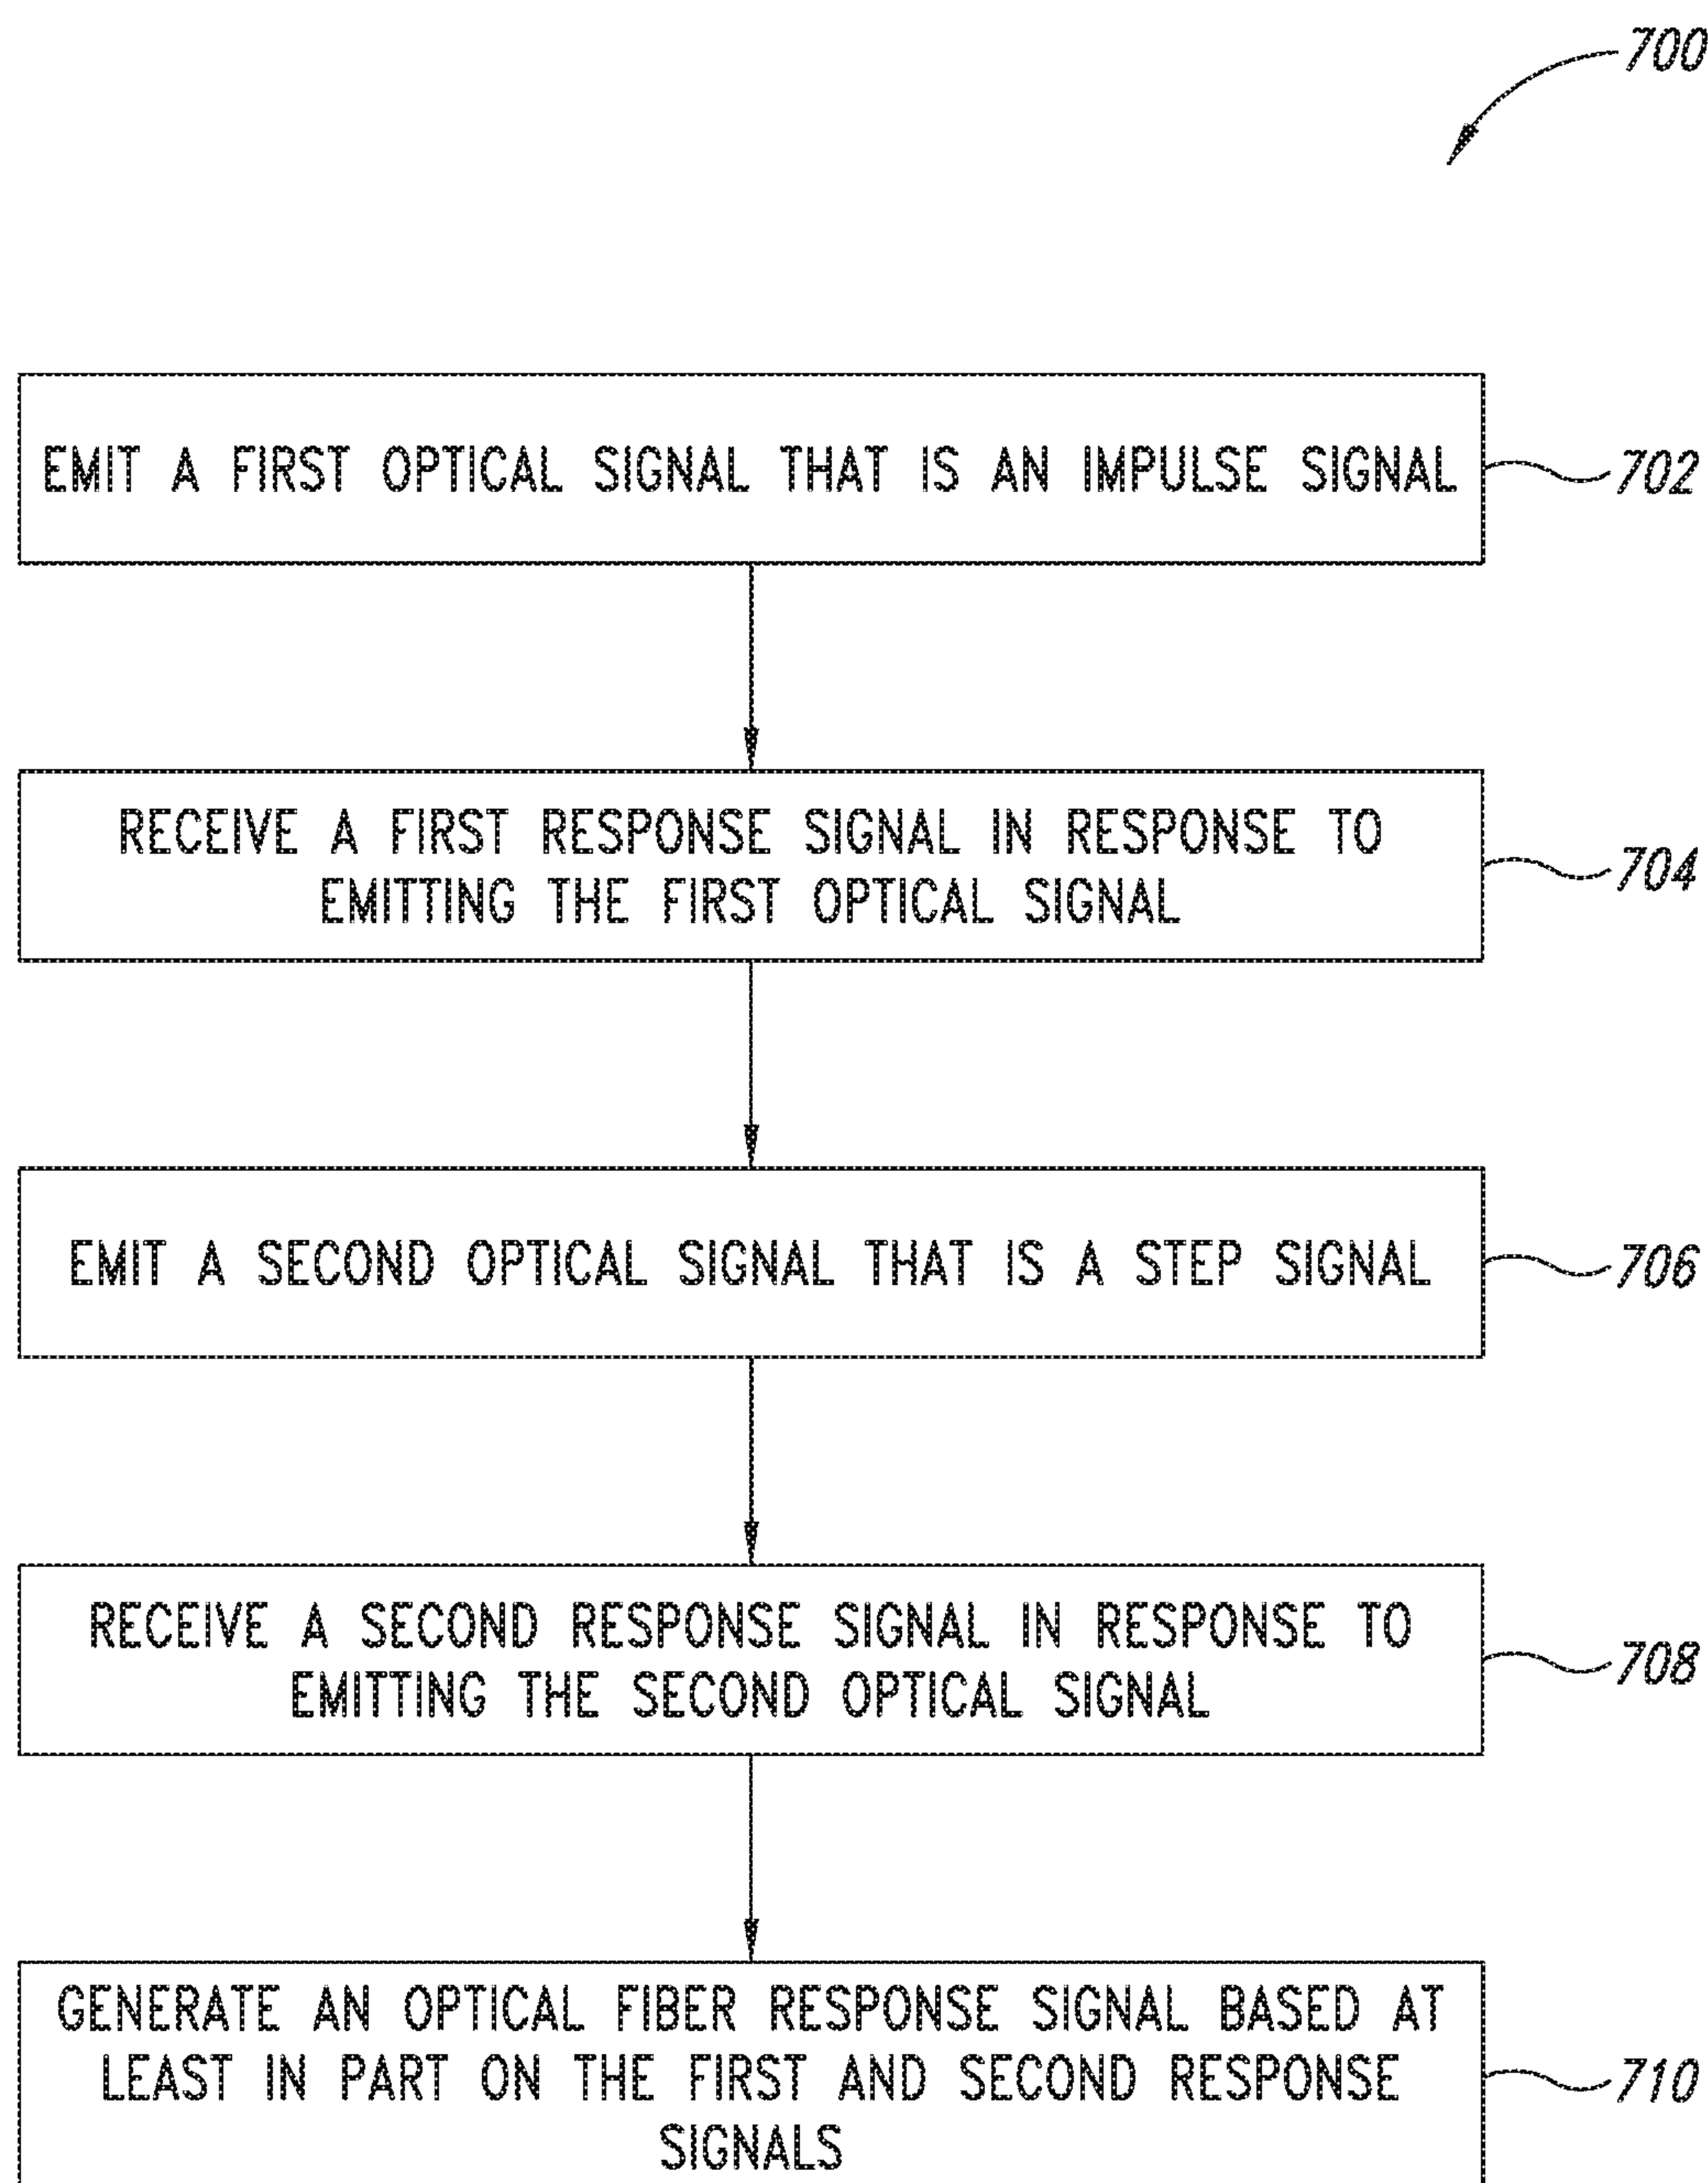 700
EMIT A FIRST OPTICAL SIGNAL THAT IS AN IMPULSE SIGNAL
702
RECEIVE A FIRST RESPONSE SIGNAL IN RESPONSE TO
EMITTING THE FIRST OPTICAL SIGNAL
704
EMIT A SECOND OPTICAL SIGNAL THAT IS A STEP SIGNAL
706
RECEIVE A SECOND RESPONSE SIGNAL IN RESPONSE TO
EMITTING THE SECOND OPTICAL SIGNAL
708
GENERATE AN OPTICAL FIBER RESPONSE SIGNAL BASED AT
LEAST IN PART ON THE FIRST AND SECOND RESPONSE
SIGNALS
710